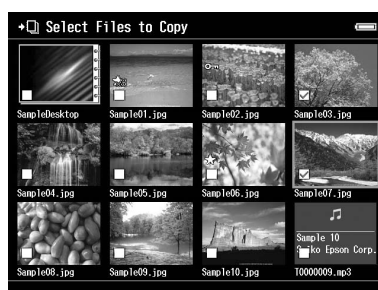 Select Files to Copy
SampleDesktop
Sample01.jpg
Sample02.jpg
Sample03.jpg
Sample04.jpg
Sample05.jpg
Sample06.jpg
Sample07.jpg
Sample 10
Seiko Epson Corp.
Sample08.jpg
Sample09.jpg
Sample10.jpg
T0000009.mp3